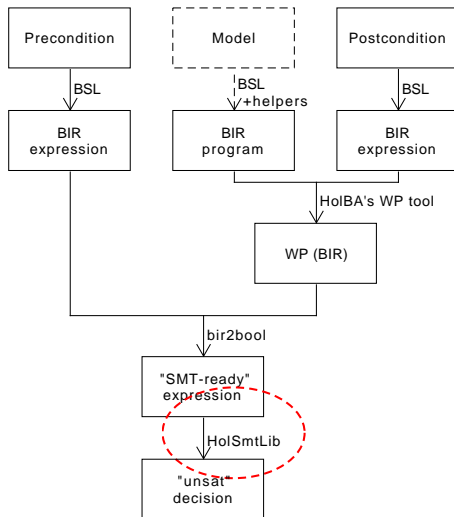 Precondition
Model
Postcondition
BSL
BSL
+helpers
BSL
BIR
expression
BIR
program
BIR
expression
HolBA's WP tool
WP (BIR)
bir2bool
"SMT-ready"
expression
HolSmtLib
"unsat"
decision